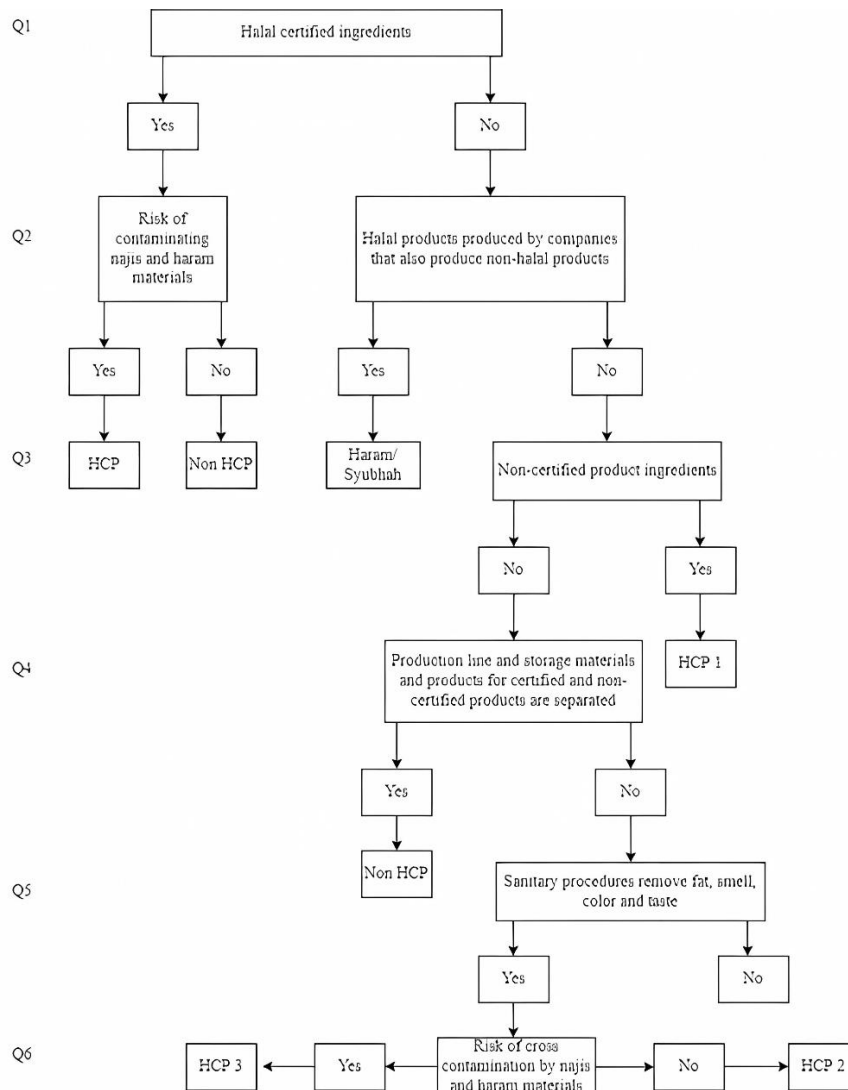 Q1
Halal certified ingredients
Yes
No
Q2
Risk of
contaminating
najis and haram
materials
Halal products produced by companies
that also produce non-halal products
Yes
No
Yes
No
Q3
HCP
Non HCP
Haram/
Syubhah
Non-certified product ingredients
No
Yes
Q4
Production line and storage materials
and products for certified and non-
certified products are separated
HCP 1
Yes
No
Non HCP
Q5
Sanitary procedures remove fat, smell,
color and taste
Yes
No
Q6
HCP 3
Yes
Risk of cross
contamination by najis
and haram materials
No
HCP 2